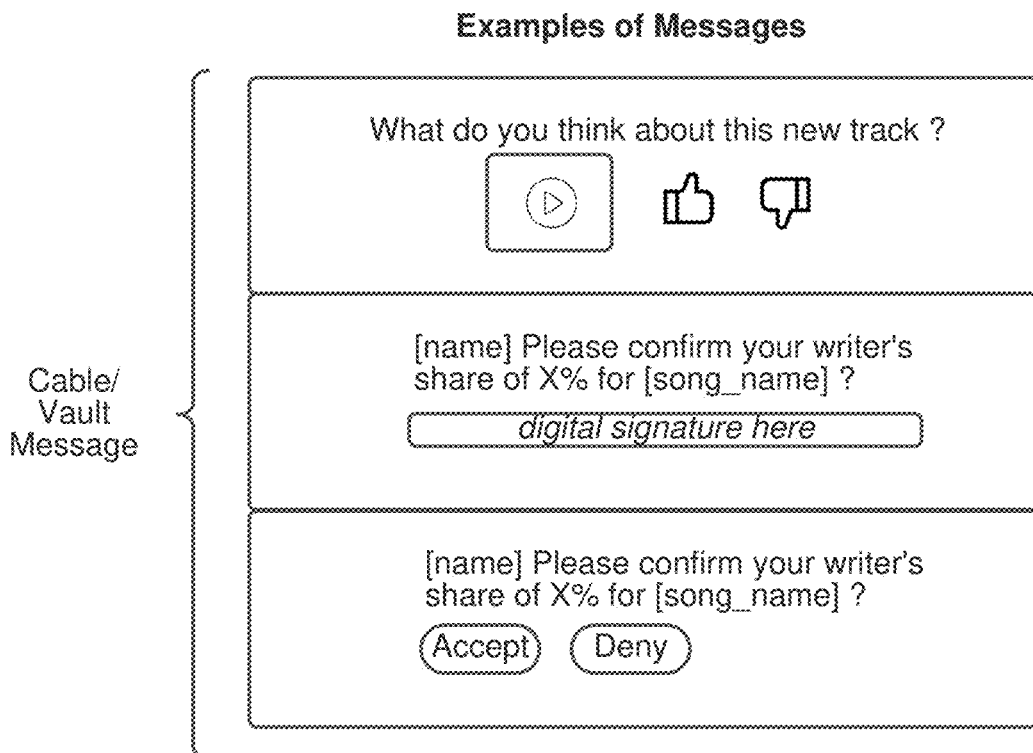 Examples of Messages
What do you think about this new track ?
Cable/
Vault
Message
[name] Please confirm your writer's
share of X% for [song_name] ?
digital signature here
[name] Please confirm your writer's
share of X% for [song_name] ?
Accept Deny